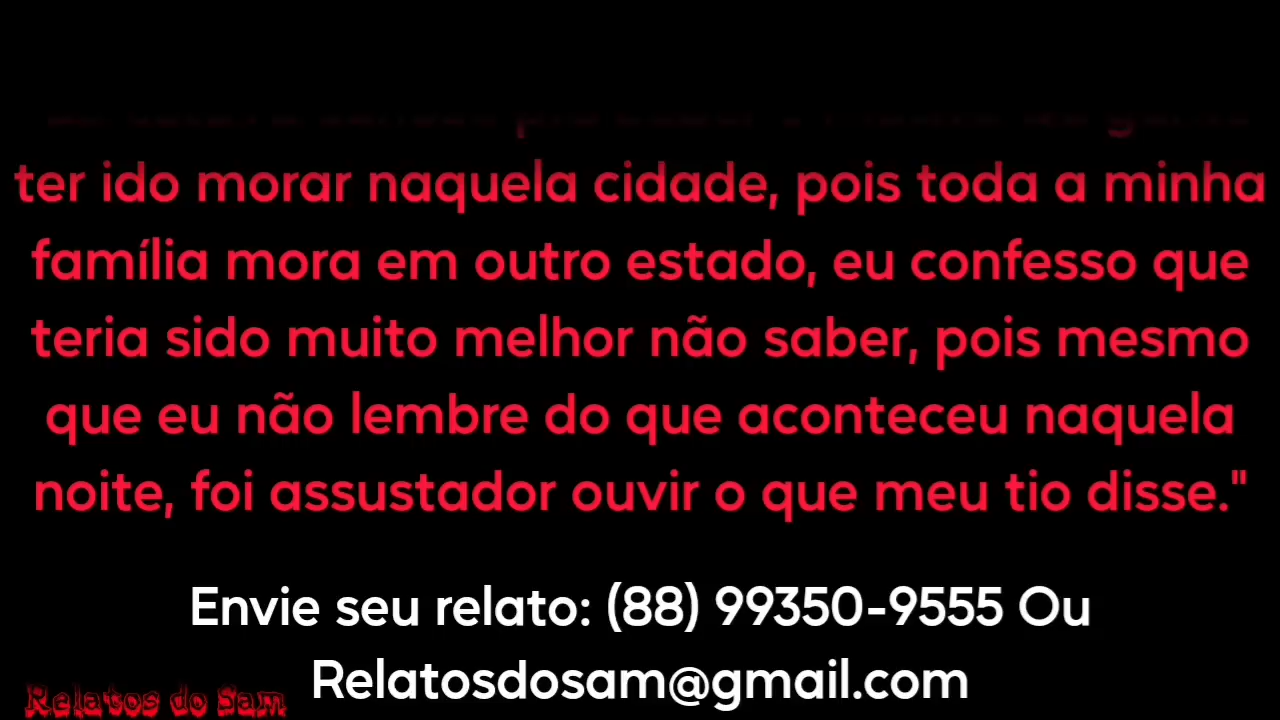 ter ido morar naquela cidade, pois toda a minha
família mora em outro estado, eu confesso que
teria sido muito melhor não saber, pois mesmo
que eu não lembre do que aconteceu naquela
noite, foi assustador ouvir o que meu tio disse."
Envie seu relato: (88) 99350-9555 Ou
Relatosdosam@gmail.com
Relatos do Sam